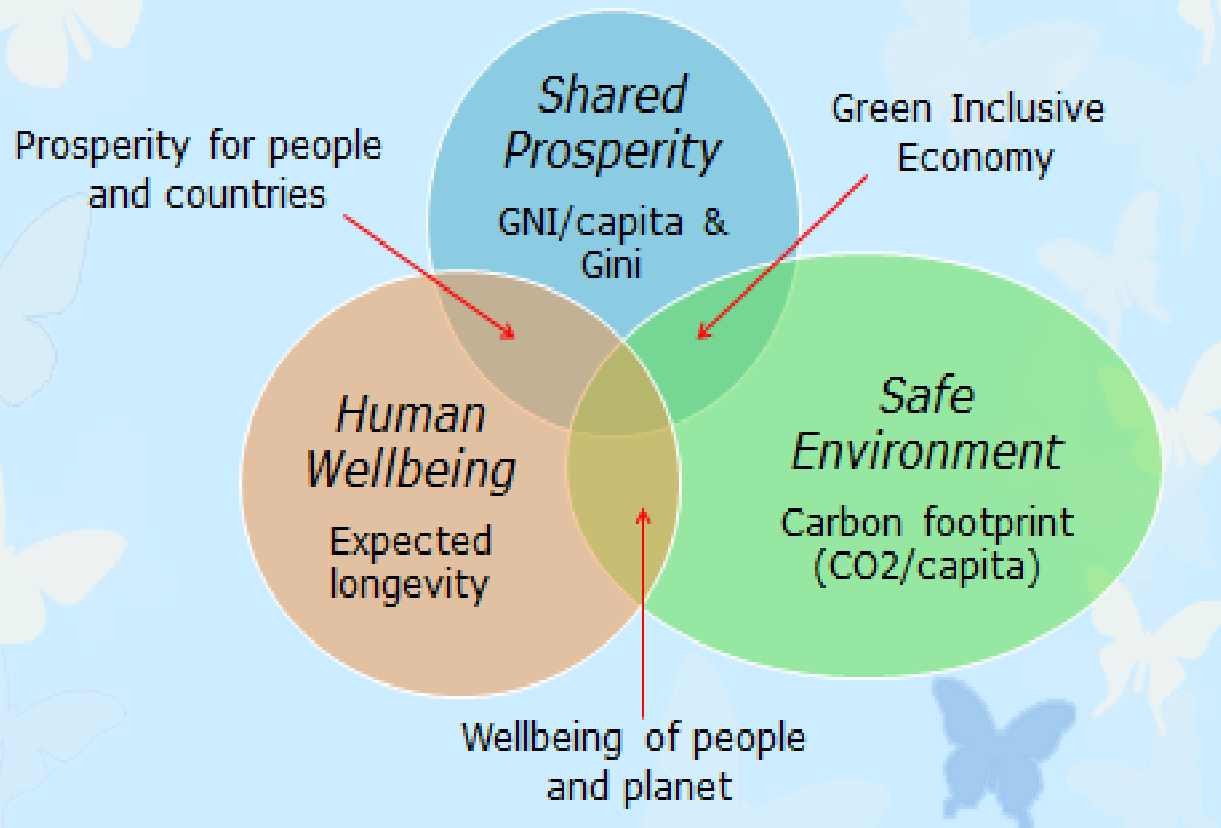 Shared
Prosperity
GNI/capita &
Gini
Prosperity for people
and countries
Green Inclusive
Economy
Human
Wellbeing
Expected
longevity
Safe
Environment
Carbon footprint
(CO2/capita)
Wellbeing of people
and planet